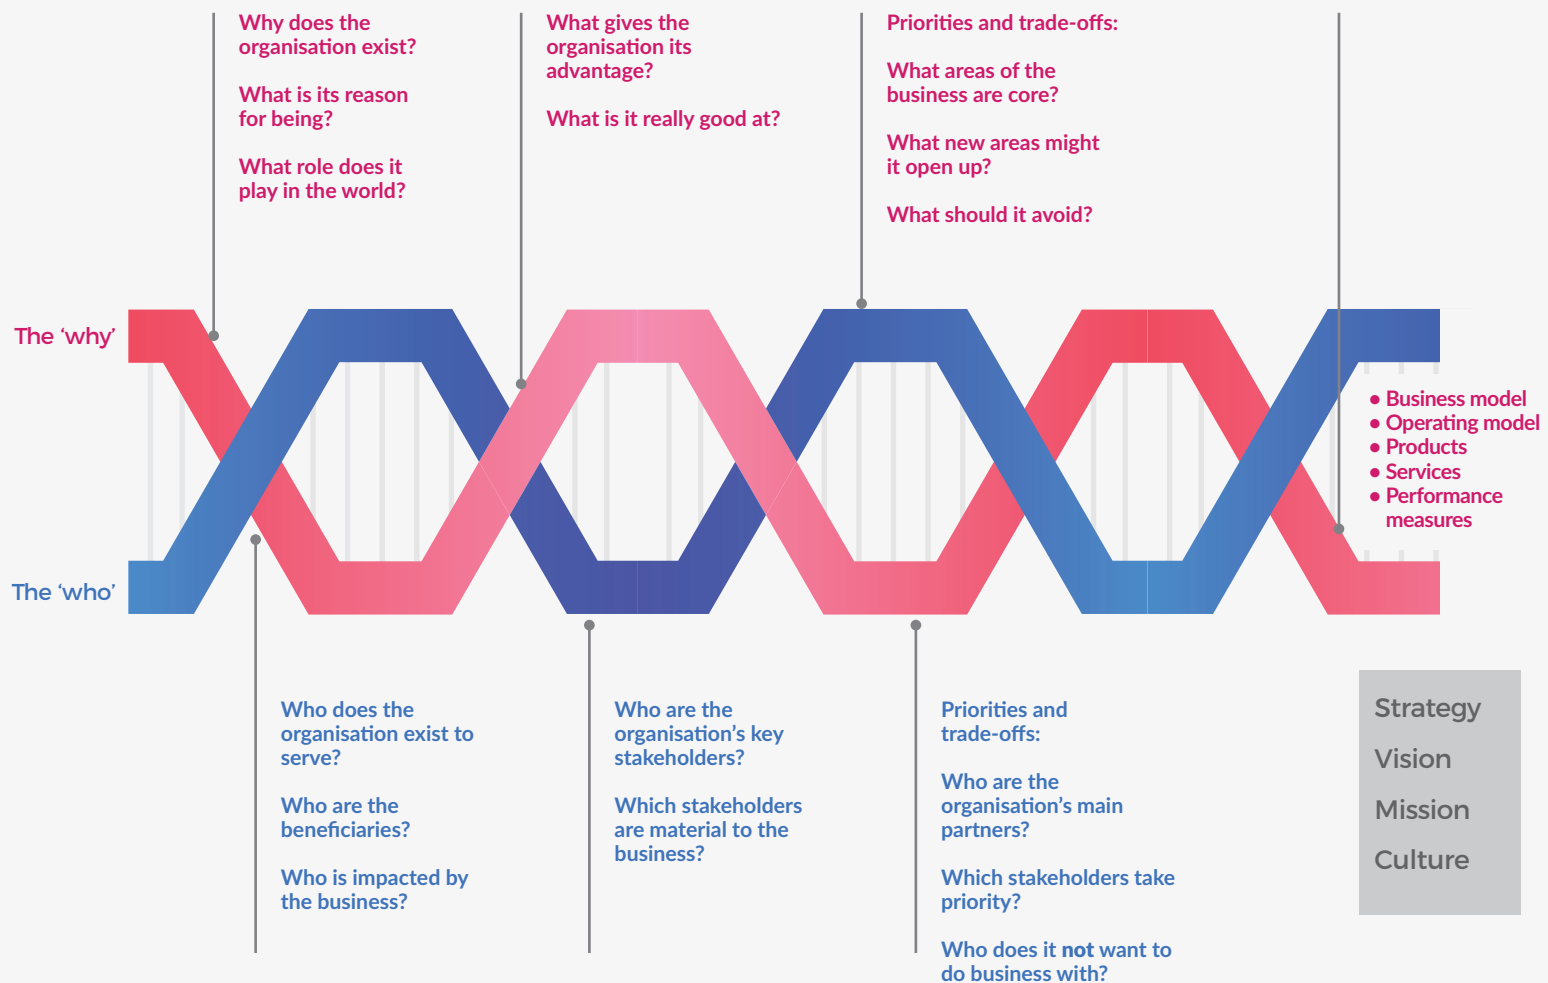 Why does the
organisation exist?
What is its reason
for being?
What role does it
play in the world?
What gives the
organisation its
advantage?
What is it really good at?
Priorities and trade-offs:
What areas of the
business are core?
What new areas might
it open up?
What should it avoid?
The ‘why’
• Business model
• Operating model
• Products
• Services
• Performance
measures
The ‘who’
Who does the
organisation exist to
serve?
Who are the
beneficiaries?
Who is impacted by
the business?
Who are the
organisation’s key
stakeholders?
Which stakeholders
are material to the
business?
Priorities and
trade-offs:
Who are the
organisation’s main
partners?
Which stakeholders take
priority?
Who does it not want to
do business with?
Strategy
Vision
Mission
Culture